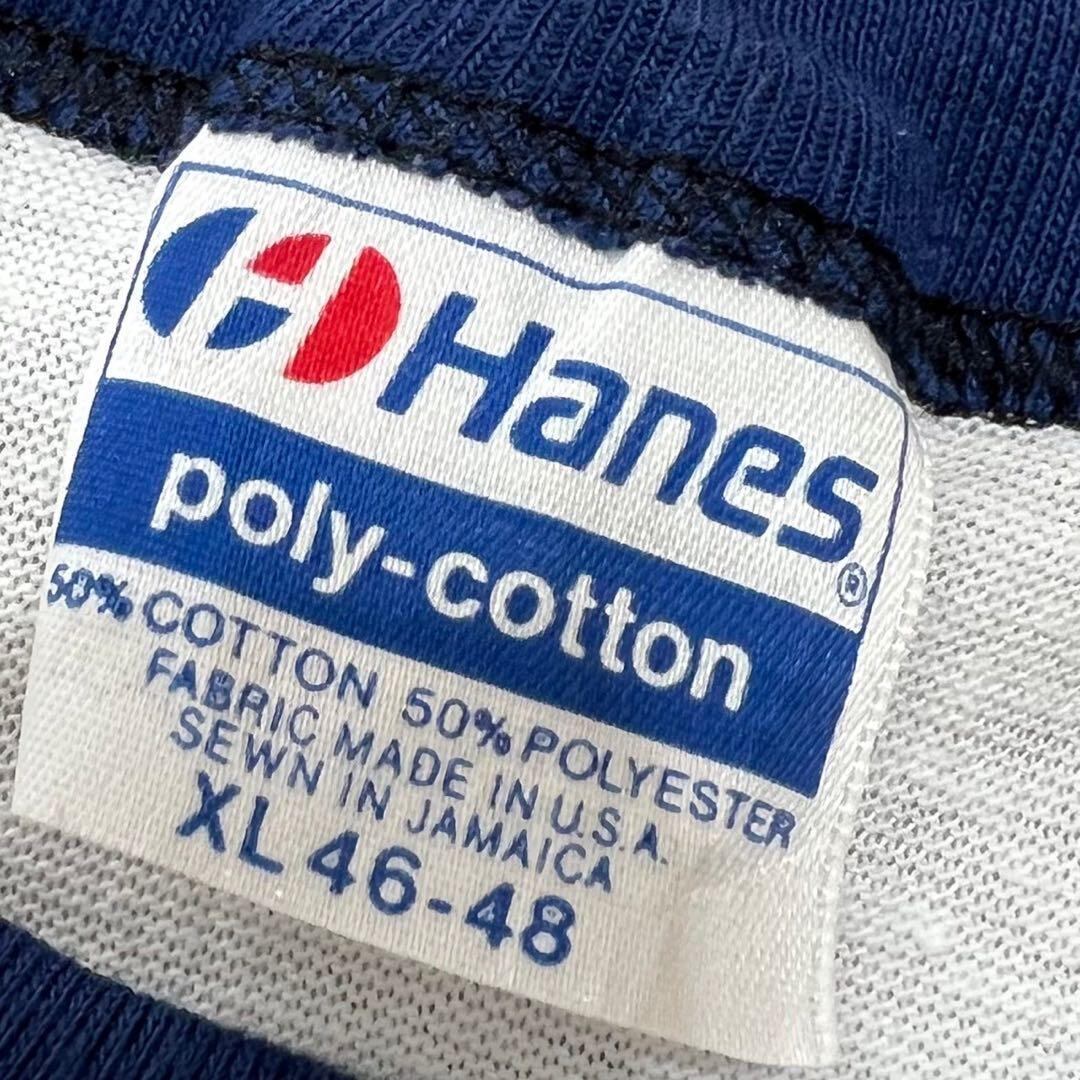 Hanes®
poly-cotton
50% COTTON 50% POLYESTER
FABRIC MADE IN U.S.A.
SEWN IN JAMAICA
XL 46-48